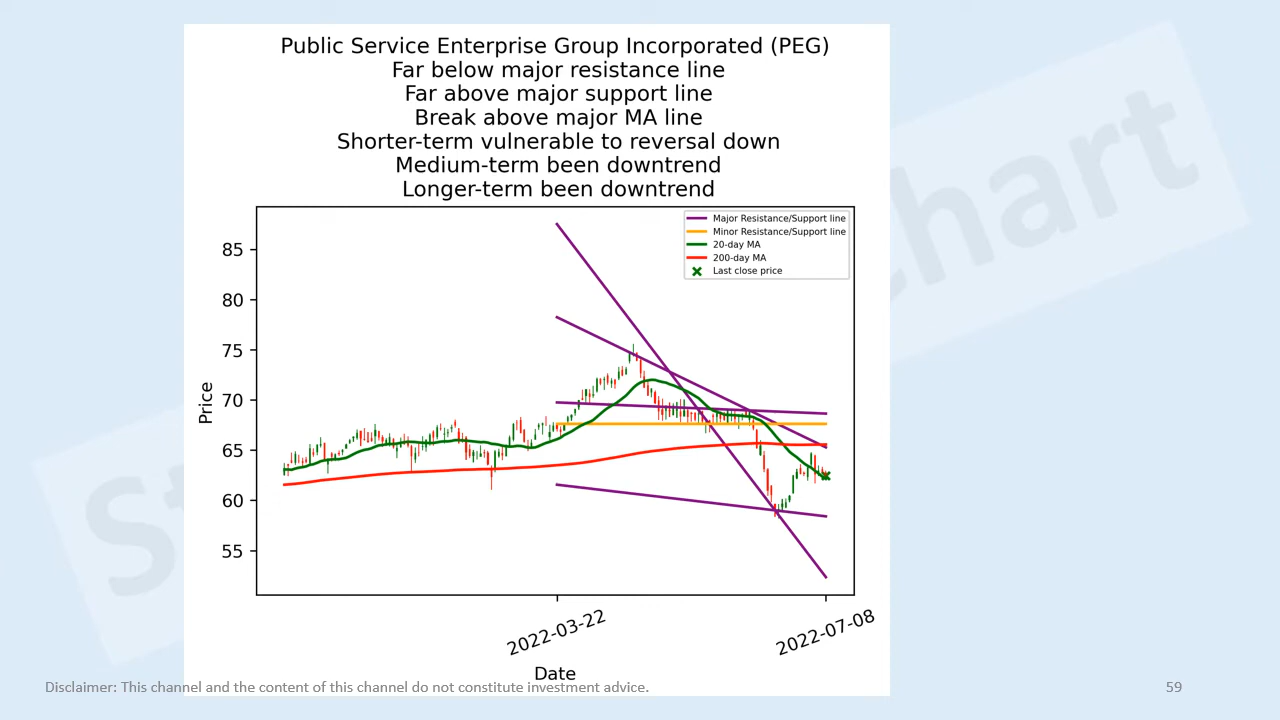 Public Service Enterprise Group Incorporated (PEG)
Far below major resistance line
Far above major support line
Break above major MA line
Shorter-term vulnerable to reversal down
Medium-term been downtrend
Longer-term been downtrend
Major Resistance/Support line
Minor Resistance/Support line
20-day MA
200-day MA
Last close price
85
80
75
70
65
60
55
Price
2022-03-22
2022-07-08
Date
Disclaimer: This channel and the content of this channel do not constitute investment advice.
59